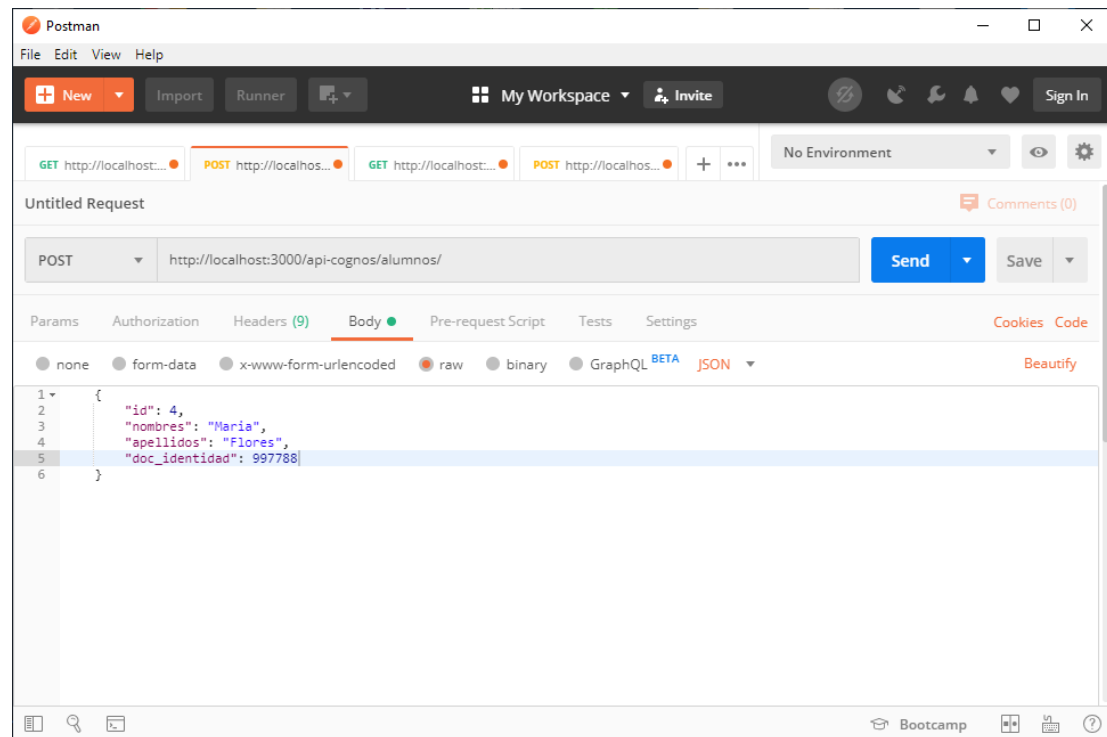 Postman
File Edit View Help
New Import Runner My Workspace Invite Sign In
GET http://localhost:... POST http://localhos... GET http://localhost:... POST http://localhos... + ••• No Environment
Untitled Request Comments (0)
POST http://localhost:3000/api-cognos/alumnos/ Send Save
Params Authorization Headers (9) Body Pre-request Script Tests Settings Cookies Code
none form-data x-www-form-urlencoded raw binary GraphQL BETA JSON Beautify
1 {
2 "id": 4,
3 "nombres": "Maria",
4 "apellidos": "Flores",
5 "doc_identidad": 997788
6 }
Bootcamp ?